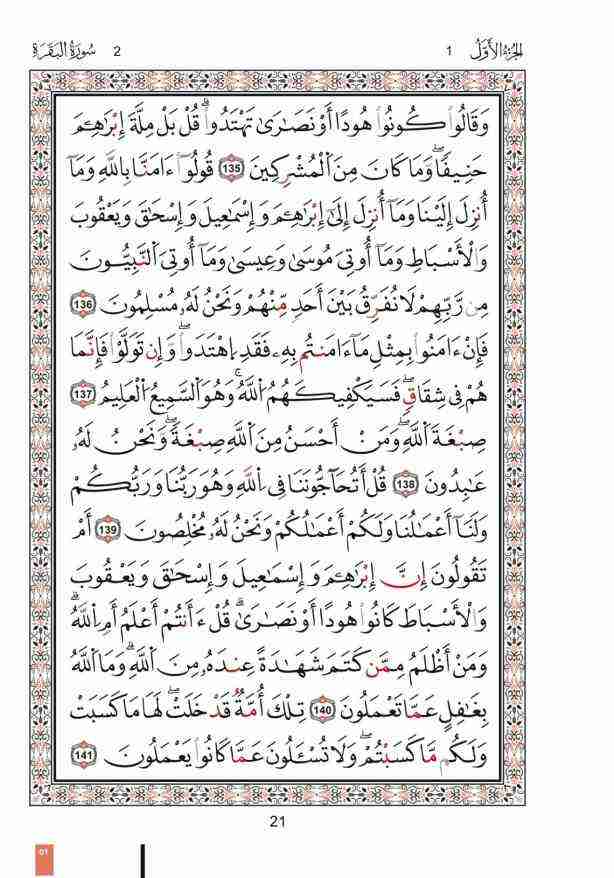 الجزء الأول 1 2 سورة البقرة
وَقَالُوا۟ كُونُوا۟ هُودًا أَوْ نَصَـٰرَىٰ تَهْتَدُوا۟ ۗ قُلْ بَلْ مِلَّةَ إِبْرَٰهِـۧمَ
حَنِيفًا ۖ وَمَا كَانَ مِنَ ٱلْمُشْرِكِينَ 135 قُولُوٓا۟ ءَامَنَّا بِٱللَّهِ وَمَآ
أُنزِلَ إِلَيْنَا وَمَآ أُنزِلَ إِلَىٰٓ إِبْرَٰهِـۧمَ وَإِسْمَـٰعِيلَ وَإِسْحَـٰقَ وَيَعْقُوبَ
وَٱلْأَسْبَاطِ وَمَآ أُوتِىَ مُوسَىٰ وَعِيسَىٰ وَمَآ أُوتِىَ ٱلنَّبِيُّونَ
مِن رَّبِّهِمْ لَا نُفَرِّقُ بَيْنَ أَحَدٍ مِّنْهُمْ وَنَحْنُ لَهُۥ مُسْلِمُونَ 136
فَإِنْ ءَامَنُوا۟ بِمِثْلِ مَآ ءَامَنتُم بِهِۦ فَقَدِ ٱهْتَدَوا۟ ۖ وَّإِن تَوَلَّوْا۟ فَإِنَّمَا
هُمْ فِى شِقَاقٍ ۖ فَسَيَكْفِيكَهُمُ ٱللَّهُ ۚ وَهُوَ ٱلسَّمِيعُ ٱلْعَلِيمُ 137
صِبْغَةَ ٱللَّهِ ۖ وَمَنْ أَحْسَنُ مِنَ ٱللَّهِ صِبْغَةً ۖ وَنَحْنُ لَهُۥ
عَـٰبِدُونَ 138 قُلْ أَتُحَآجُّونَنَا فِى ٱللَّهِ وَهُوَ رَبُّنَا وَرَبُّكُمْ
وَلَنَآ أَعْمَـٰلُنَا وَلَكُمْ أَعْمَـٰلُكُمْ وَنَحْنُ لَهُۥ مُخْلِصُونَ 139 أَمْ
تَقُولُونَ إِنَّ إِبْرَٰهِـۧمَ وَإِسْمَـٰعِيلَ وَإِسْحَـٰقَ وَيَعْقُوبَ
وَٱلْأَسْبَاطَ كَانُوا۟ هُودًا أَوْ نَصَـٰرَىٰ ۗ قُلْ ءَأَنتُمْ أَعْلَمُ أَمِ ٱللَّهُ ۗ
وَمَنْ أَظْلَمُ مِمَّن كَتَمَ شَهَـٰدَةً عِندَهُۥ مِنَ ٱللَّهِ ۗ وَمَا ٱللَّهُ
بِغَـٰفِلٍ عَمَّا تَعْمَلُونَ 140 تِلْكَ أُمَّةٌ قَدْ خَلَتْ ۖ لَهَا مَا كَسَبَتْ
وَلَكُم مَّا كَسَبْتُمْ ۖ وَلَا تُسْـَٔلُونَ عَمَّا كَانُوا۟ يَعْمَلُونَ 141
21
01